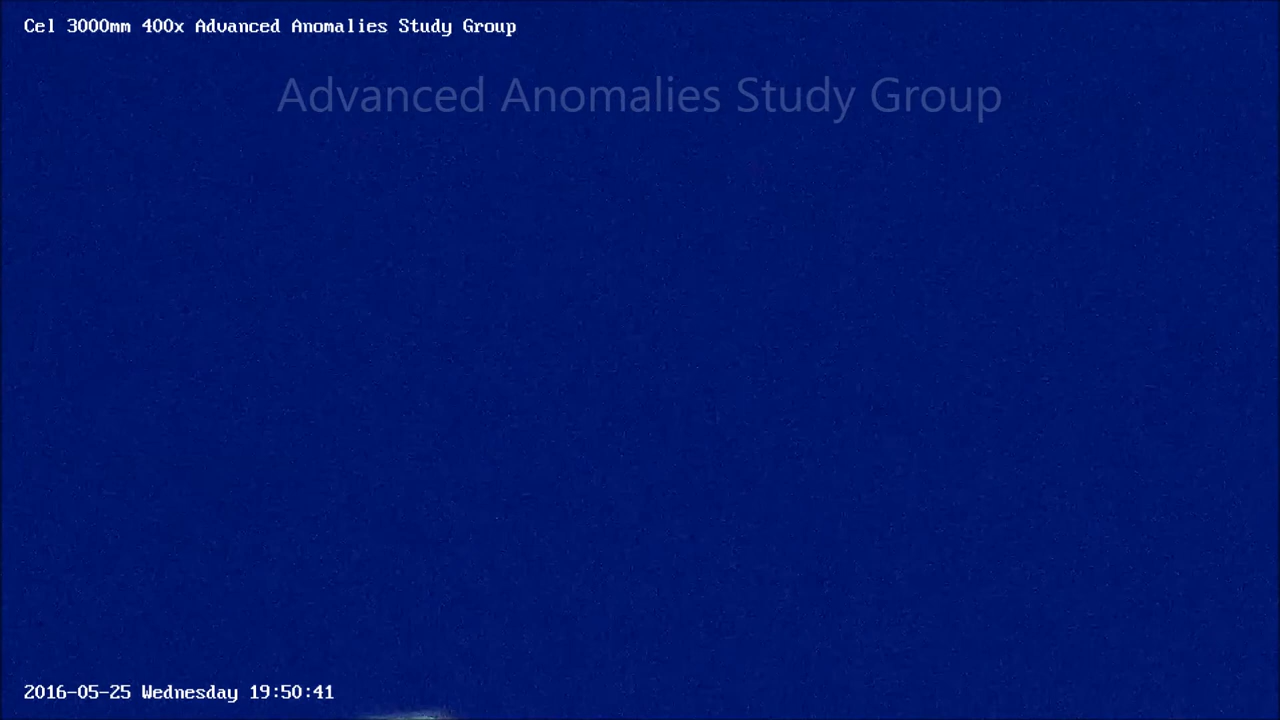 Cel 3000mm 400x Advanced Anomalies Study Group
Advanced Anomalies Study Group
2016-05-25 Wednesday 19:50:41